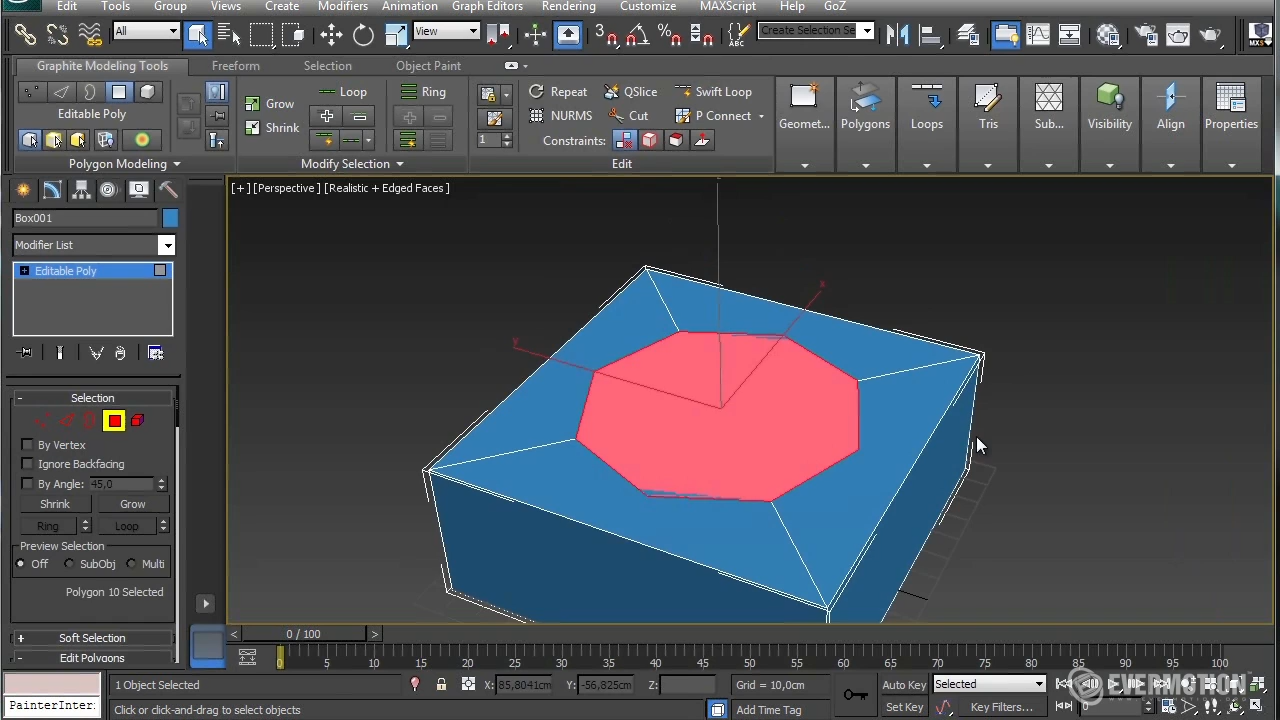 Edit Tools Group Views Create Modifiers Animation Graph Editors Rendering Customize MAXScript Help GoZ
All View 3 Create Selection Se
Graphite Modeling Tools Freeform Selection Object Paint
Editable Poly
Polygon Modeling
Grow Loop Ring
Shrink
Modify Selection
Repeat QSlice Swift Loop
NURMS Cut P Connect
1 Constraints:
Edit
Geomet... Polygons Loops Tris Sub... Visibility Align Properties
[ + ] [Perspective ] [Realistic + Edged Faces ]
Box001
Modifier List
+ Editable Poly
x
y
- Selection
By Vertex
Ignore Backfacing
By Angle: 45,0
Shrink Grow
Ring Loop
Preview Selection
Off SubObj Multi
Polygon 10 Selected
+ Soft Selection
- Edit Polygons
< 0 / 100 >
0 5 10 15 20 25 30 35 40 45 50 55 60 65 70 75 80 85 90 95 100
1 Object Selected X: 85,8041cm Y: -56,825cm Z: Grid = 10,0cm Auto Key Selected
PainterInter: Click or click-and-drag to select objects Add Time Tag Set Key Key Filters... 0
EVERMOTION